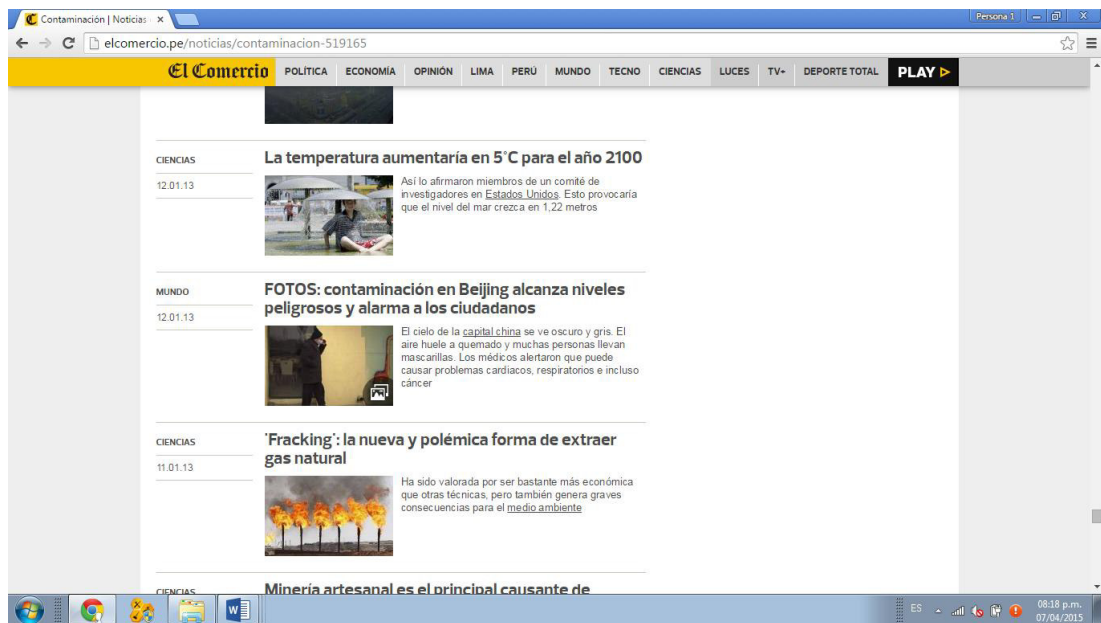 Contaminación | Noticias
Persona 1
elcomercio.pe/noticias/contaminacion-519165
El Comercio POLÍTICA ECONOMÍA OPINIÓN LIMA PERÚ MUNDO TECNO CIENCIAS LUCES TV+ DEPORTE TOTAL PLAY
CIENCIAS
12.01.13
La temperatura aumentaría en 5°C para el año 2100
Así lo afirmaron miembros de un comité de
investigadores en Estados Unidos. Esto provocaría
que el nivel del mar crezca en 1,22 metros
MUNDO
12.01.13
FOTOS: contaminación en Beijing alcanza niveles
peligrosos y alarma a los ciudadanos
El cielo de la capital china se ve oscuro y gris. El
aire huele a quemado y muchas personas llevan
mascarillas. Los médicos alertaron que puede
causar problemas cardiacos, respiratorios e incluso
cáncer
CIENCIAS
11.01.13
'Fracking': la nueva y polémica forma de extraer
gas natural
Ha sido valorada por ser bastante más económica
que otras técnicas, pero también genera graves
consecuencias para el medio ambiente
CIENCIAS
Minería artesanal es el principal causante de
ES
08:18 p.m.
07/04/2015